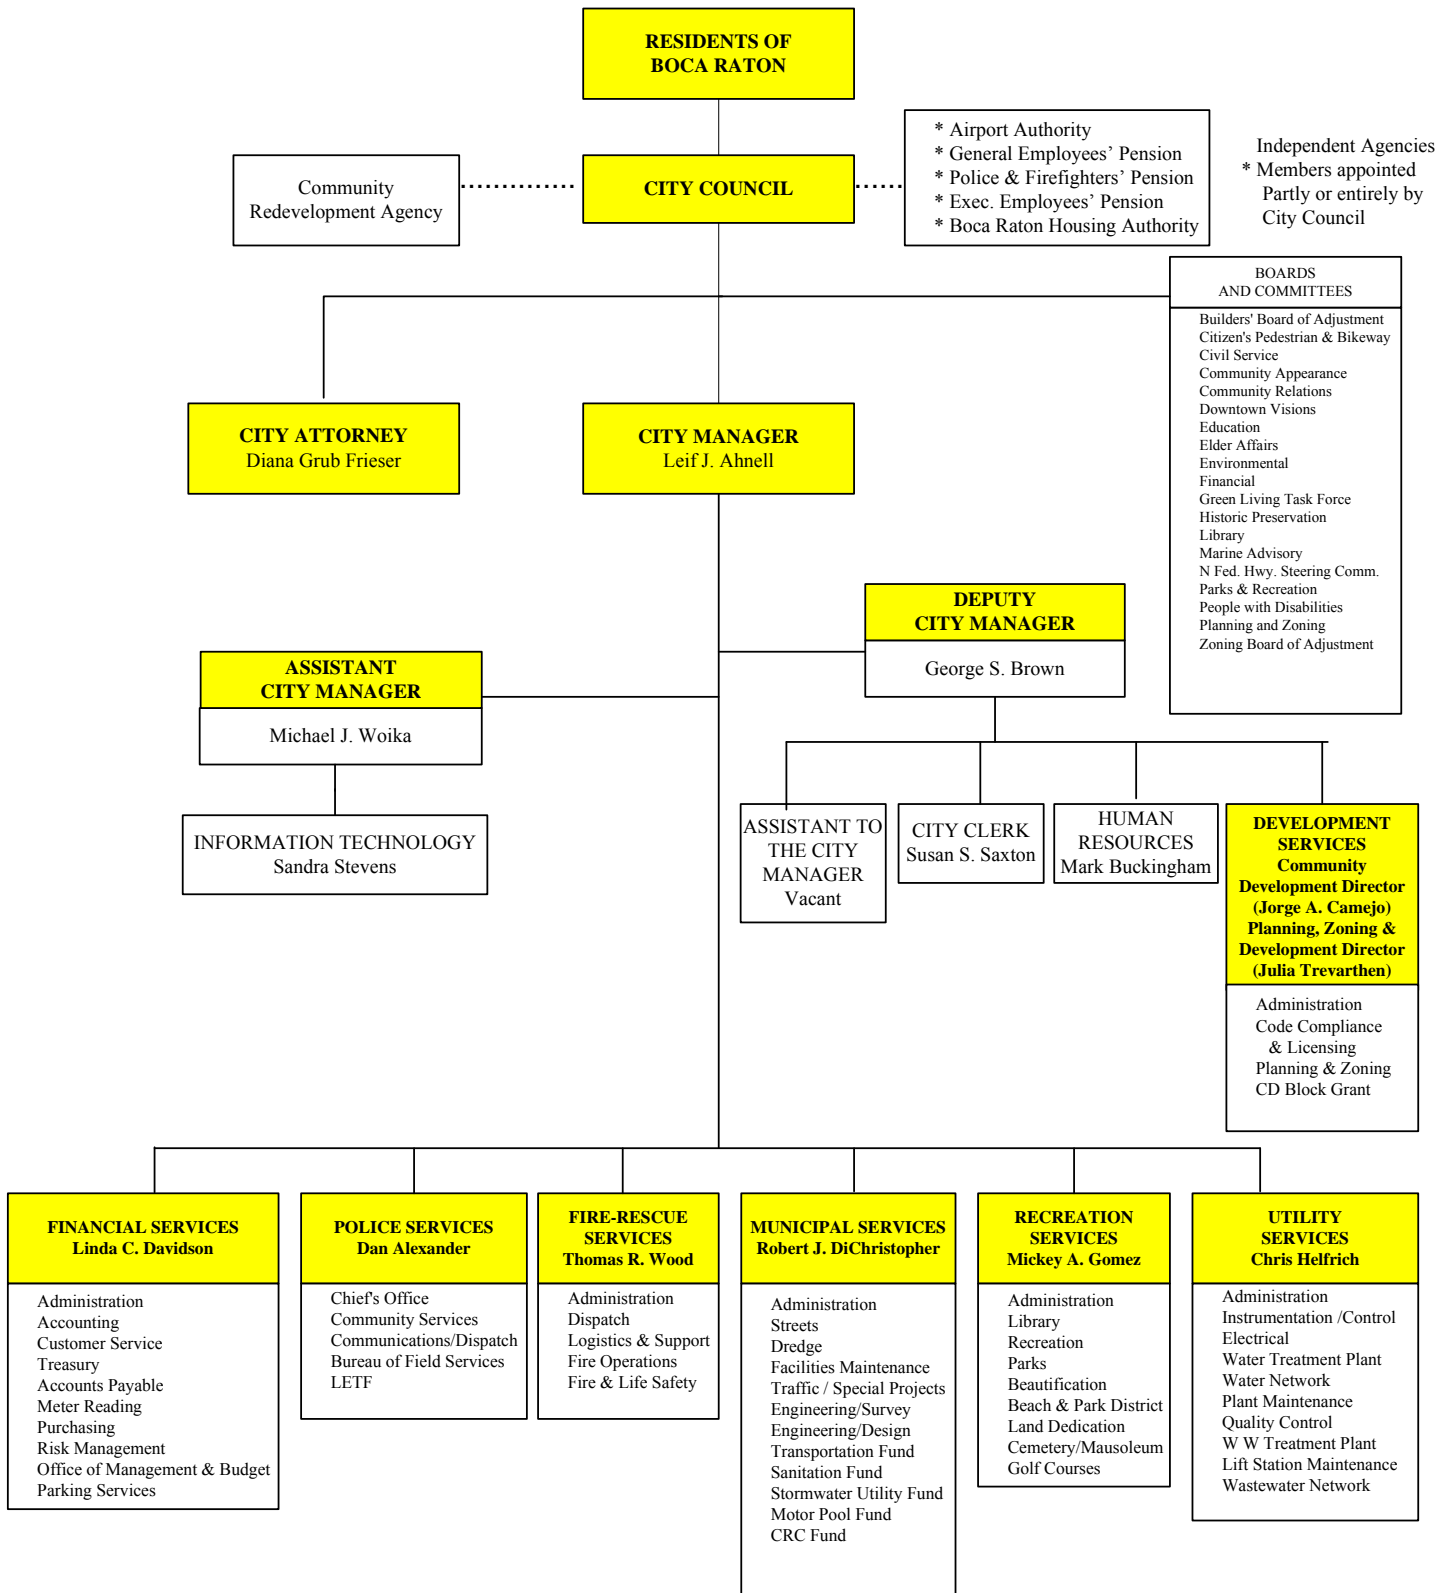 RESIDENTS OF
BOCA RATON
Community
Redevelopment Agency
CITY COUNCIL
* Airport Authority
* General Employees' Pension
* Police & Firefighters' Pension
* Exec. Employees' Pension
* Boca Raton Housing Authority
Independent Agencies
* Members appointed
Partly or entirely by
City Council
BOARDS
AND COMMITTEES
Builders' Board of Adjustment
Citizen's Pedestrian & Bikeway
Civil Service
Community Appearance
Community Relations
Downtown Visions
Education
Elder Affairs
Environmental
Financial
Green Living Task Force
Historic Preservation
Library
Marine Advisory
N Fed. Hwy. Steering Comm.
Parks & Recreation
People with Disabilities
Planning and Zoning
Zoning Board of Adjustment
CITY ATTORNEY
Diana Grub Frieser
CITY MANAGER
Leif J. Ahnell
DEPUTY
CITY MANAGER
George S. Brown
ASSISTANT
CITY MANAGER
Michael J. Woika
INFORMATION TECHNOLOGY
Sandra Stevens
ASSISTANT TO
THE CITY
MANAGER
Vacant
CITY CLERK
Susan S. Saxton
HUMAN
RESOURCES
Mark Buckingham
DEVELOPMENT
SERVICES
Community
Development Director
(Jorge A. Camejo)
Planning, Zoning &
Development Director
(Julia Trevarthen)
Administration
Code Compliance
& Licensing
Planning & Zoning
CD Block Grant
FINANCIAL SERVICES
Linda C. Davidson
Administration
Accounting
Customer Service
Treasury
Accounts Payable
Meter Reading
Purchasing
Risk Management
Office of Management & Budget
Parking Services
POLICE SERVICES
Dan Alexander
Chief's Office
Community Services
Communications/Dispatch
Bureau of Field Services
LETF
FIRE-RESCUE
SERVICES
Thomas R. Wood
Administration
Dispatch
Logistics & Support
Fire Operations
Fire & Life Safety
MUNICIPAL SERVICES
Robert J. DiChristopher
Administration
Streets
Dredge
Facilities Maintenance
Traffic / Special Projects
Engineering/Survey
Engineering/Design
Transportation Fund
Sanitation Fund
Stormwater Utility Fund
Motor Pool Fund
CRC Fund
RECREATION
SERVICES
Mickey A. Gomez
Administration
Library
Recreation
Parks
Beautification
Beach & Park District
Land Dedication
Cemetery/Mausoleum
Golf Courses
UTILITY
SERVICES
Chris Helfrich
Administration
Instrumentation /Control
Electrical
Water Treatment Plant
Water Network
Plant Maintenance
Quality Control
W W Treatment Plant
Lift Station Maintenance
Wastewater Network